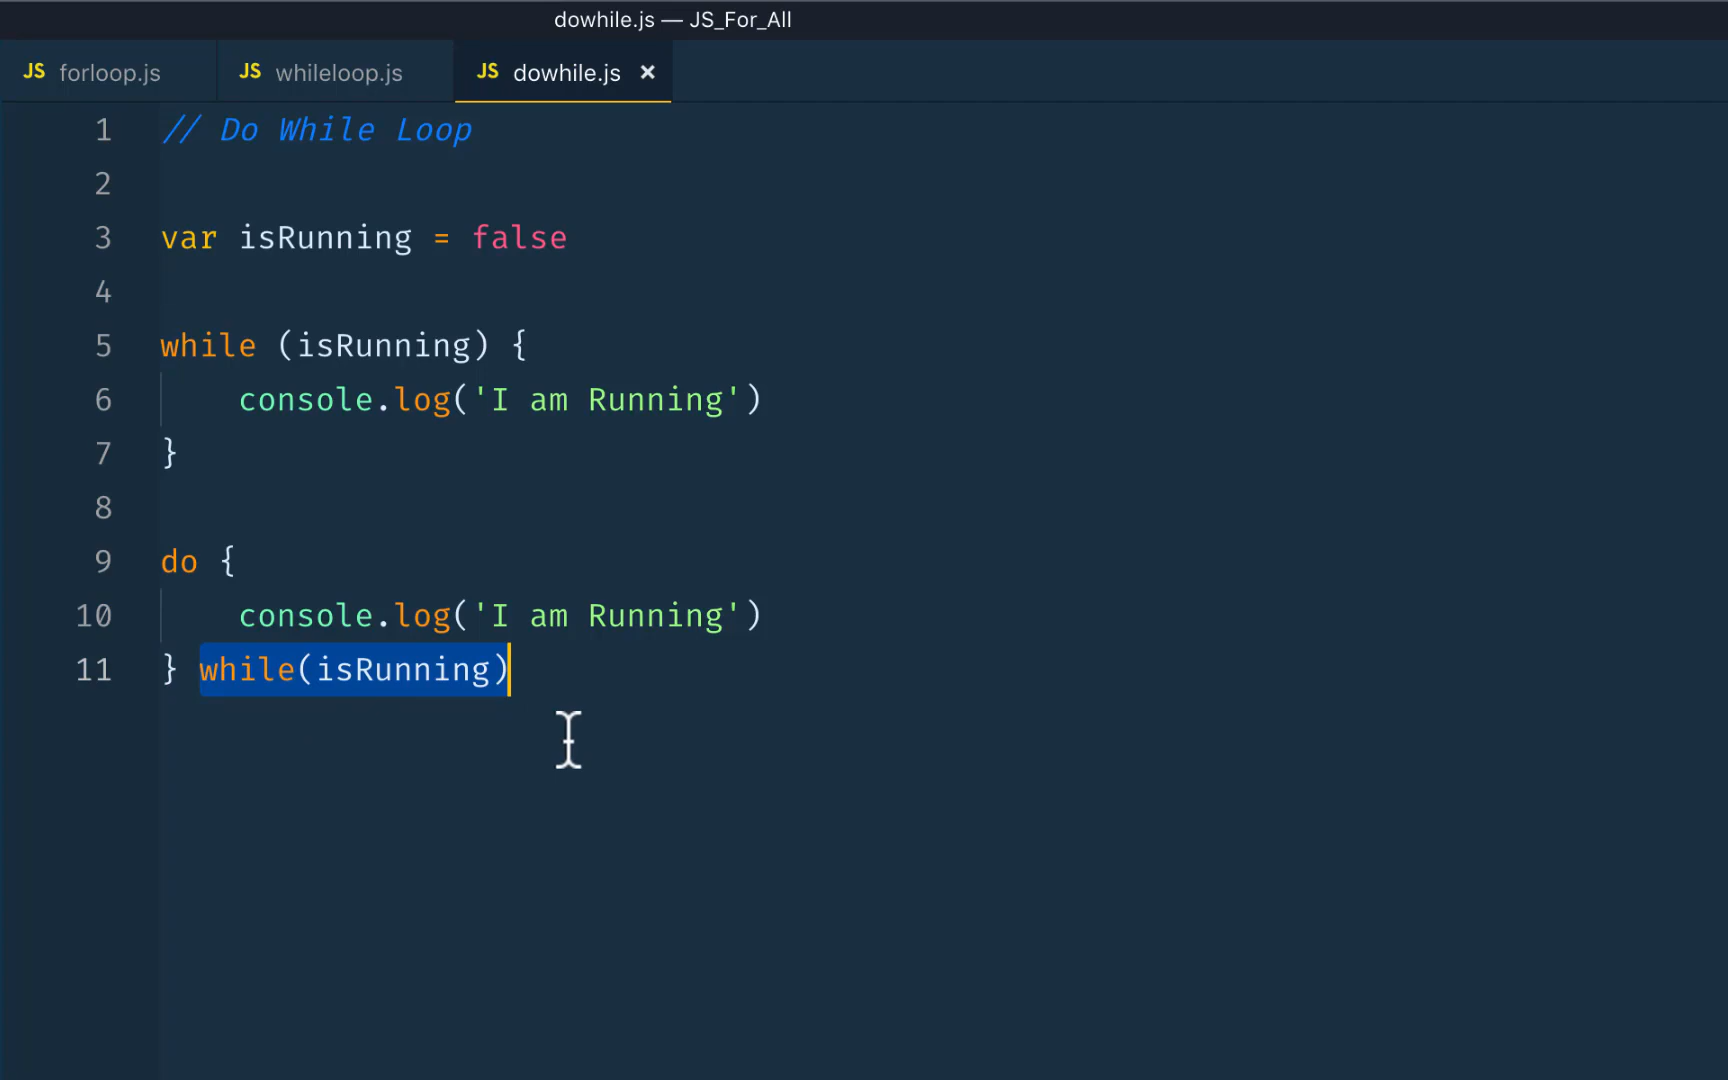 dowhile.js — JS_For_All
JS forloop.js JS whileloop.js JS dowhile.js ×
1 // Do While Loop
2
3 var isRunning = false
4
5 while (isRunning) {
6 console.log('I am Running')
7 }
8
9 do {
10 console.log('I am Running')
11 } while(isRunning)